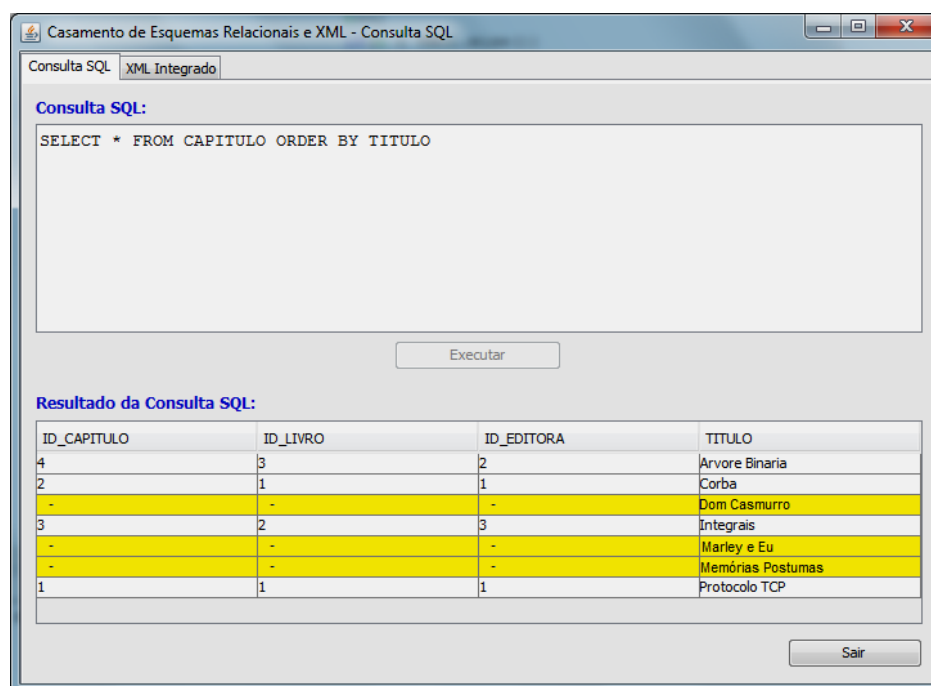 Casamento de Esquemas Relacionais e XML - Consulta SQL
Consulta SQL XML Integrado
Consulta SQL:
SELECT * FROM CAPITULO ORDER BY TITULO
Executar
Resultado da Consulta SQL:
ID_CAPITULO ID_LIVRO ID_EDITORA TITULO
4 3 2 Arvore Binaria
2 1 1 Corba
- - - Dom Casmurro
3 2 3 Integrais
- - - Marley e Eu
- - - Memórias Postumas
1 1 1 Protocolo TCP
Sair